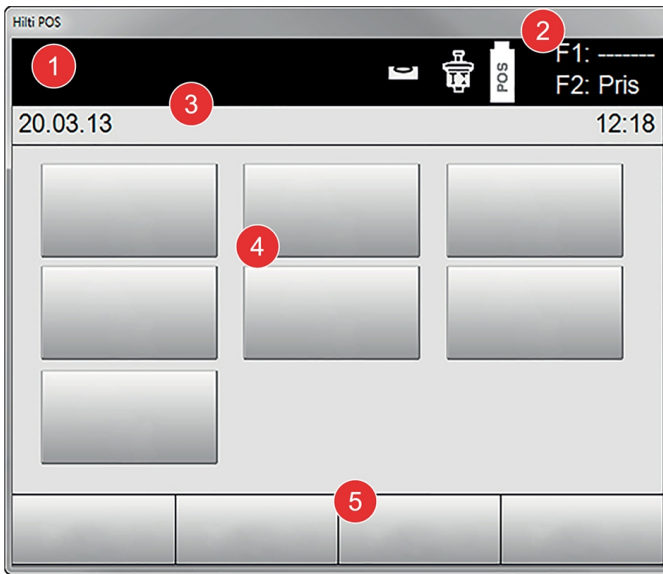 Hilti POS
1
2
F1: -------
POS
F2: Pris
3
20.03.13
12:18
4
5